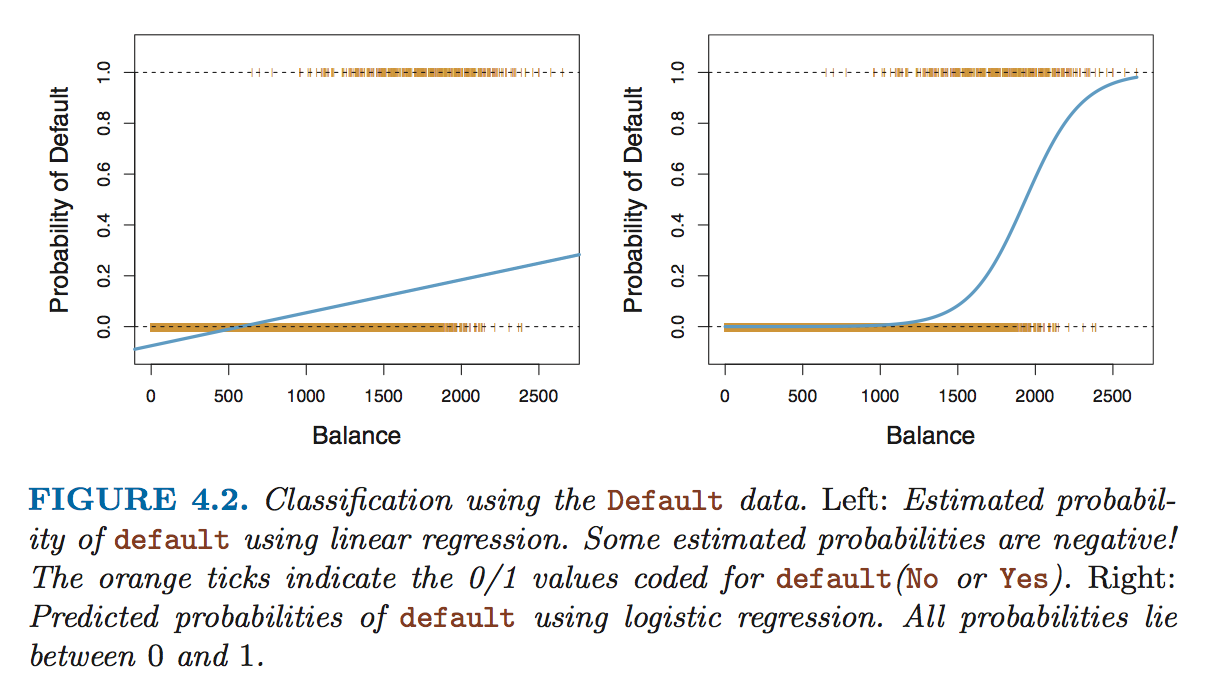 Probability of Default
1.0
0.8
0.6
0.4
0.2
0.0
0 500 1000 1500 2000 2500
Balance
Probability of Default
1.0
0.8
0.6
0.4
0.2
0.0
0 500 1000 1500 2000 2500
Balance
FIGURE 4.2. Classification using the Default data. Left: Estimated probabil-
ity of default using linear regression. Some estimated probabilities are negative!
The orange ticks indicate the 0/1 values coded for default(No or Yes). Right:
Predicted probabilities of default using logistic regression. All probabilities lie
between 0 and 1.